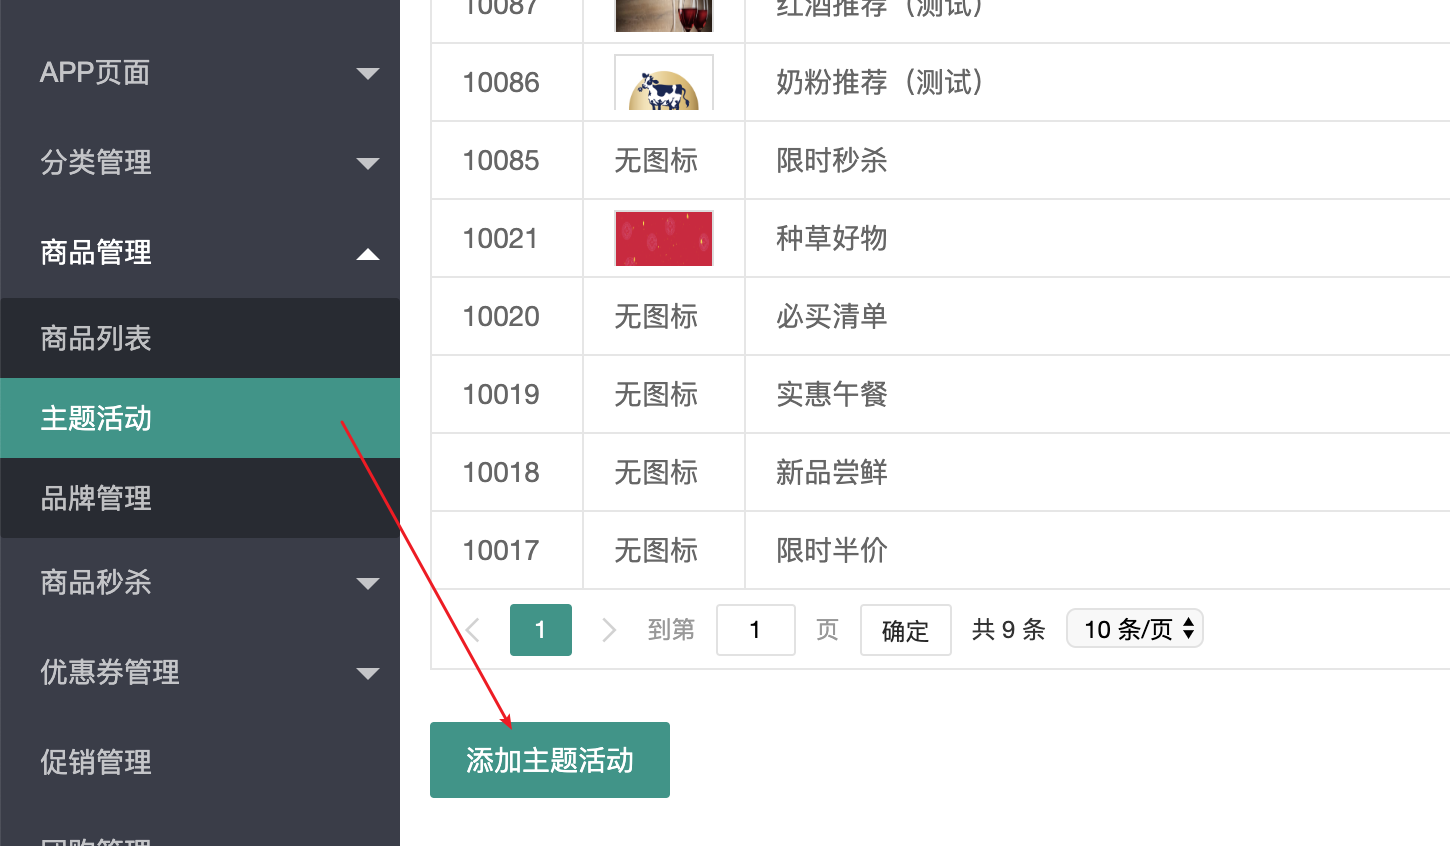 APP页面
分类管理
商品管理
商品列表
主题活动
品牌管理
商品秒杀
优惠券管理
促销管理
团购管理
10087 红酒推荐（测试）
10086 奶粉推荐（测试）
10085 无图标 限时秒杀
10021 种草好物
10020 无图标 必买清单
10019 无图标 实惠午餐
10018 无图标 新品尝鲜
10017 无图标 限时半价
1 到第 1 页 确定 共 9 条 10 条/页
添加主题活动